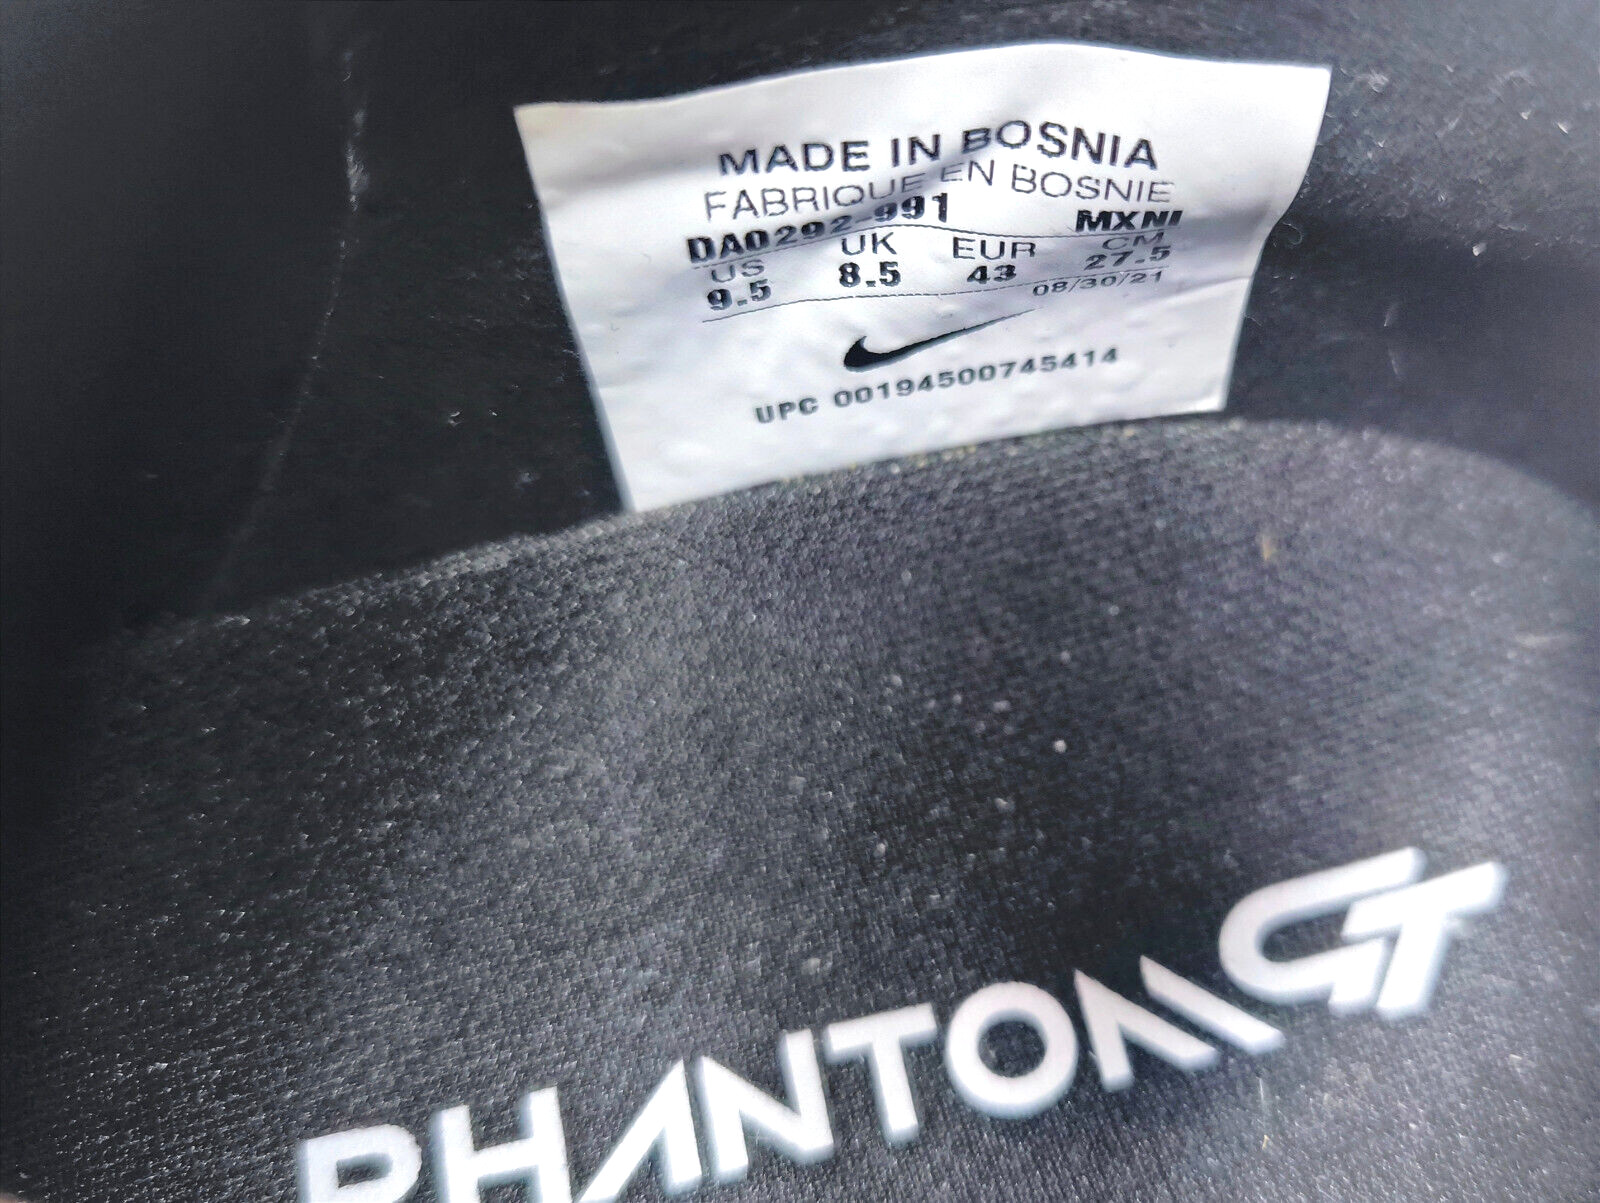 MADE IN BOSNIA
FABRIQUE EN BOSNIE
DA0292-991 MXNI
US UK EUR CM
9.5 8.5 43 27.5
08/30/21
UPC 00194500745414
PHANTOM GT